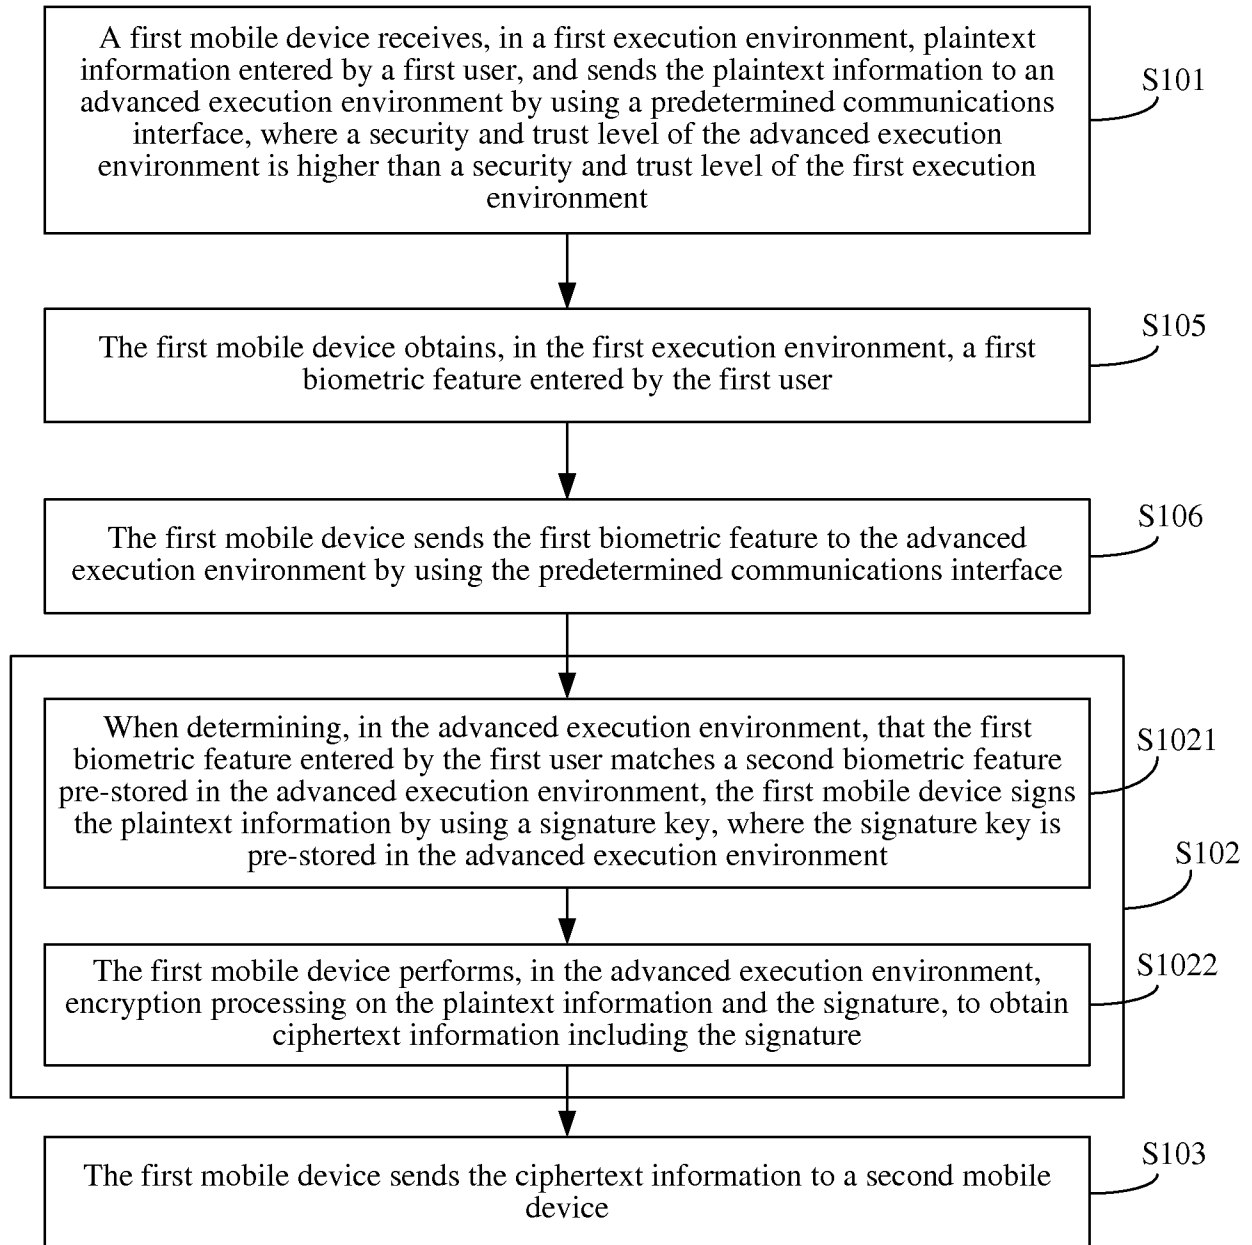 A first mobile device receives, in a first execution environment, plaintext
information entered by a first user, and sends the plaintext information to an
advanced execution environment by using a predetermined communications
interface, where a security and trust level of the advanced execution
environment is higher than a security and trust level of the first execution
environment
S101
The first mobile device obtains, in the first execution environment, a first
biometric feature entered by the first user
S105
The first mobile device sends the first biometric feature to the advanced
execution environment by using the predetermined communications interface
S106
When determining, in the advanced execution environment, that the first
biometric feature entered by the first user matches a second biometric feature
pre-stored in the advanced execution environment, the first mobile device signs
the plaintext information by using a signature key, where the signature key is
pre-stored in the advanced execution environment
S1021
S102
The first mobile device performs, in the advanced execution environment,
encryption processing on the plaintext information and the signature, to obtain
ciphertext information including the signature
S1022
The first mobile device sends the ciphertext information to a second mobile
device
S103